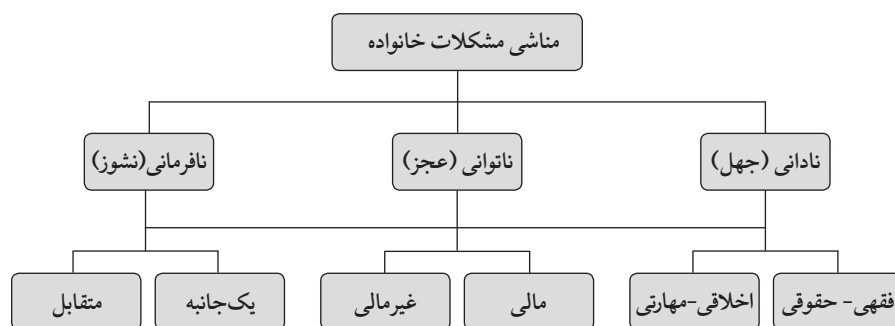 مناشی مشکلات خانواده
نادانی (جهل)
ناتوانی (عجز)
نافرمانی(نشوز)
فقهی- حقوقی
اخلاقی-مهارتی
مالی
غیرمالی
یک‌جانبه
متقابل